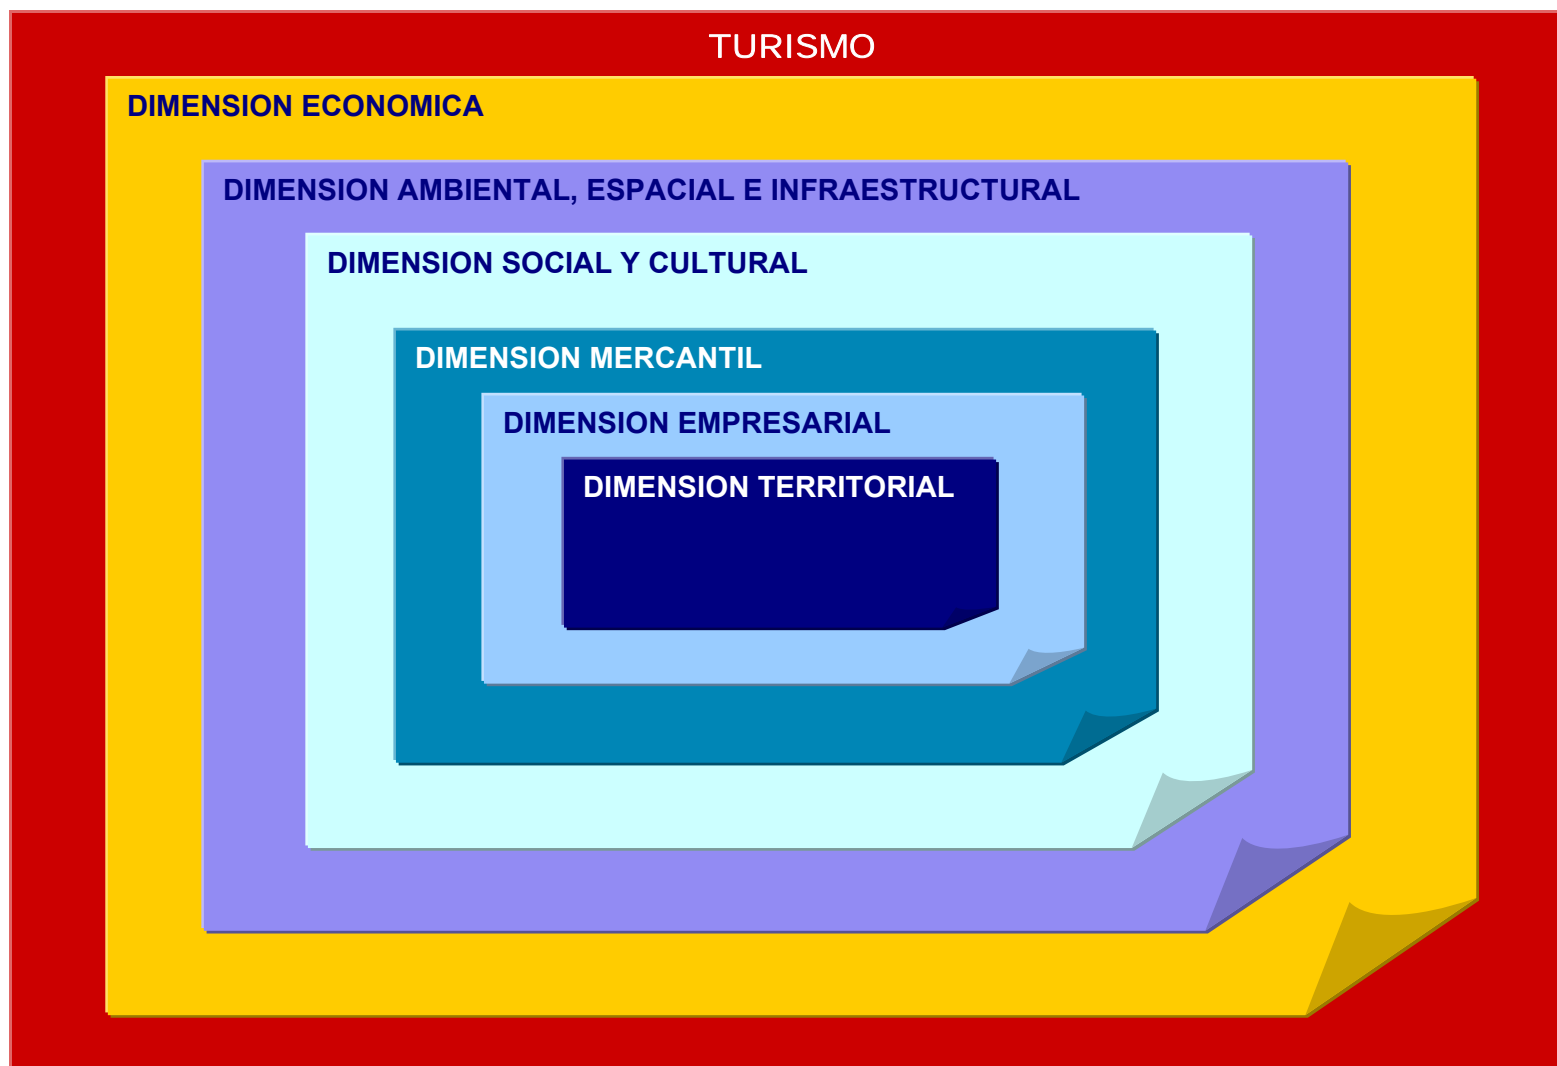 TURISMO
DIMENSION ECONOMICA
DIMENSION AMBIENTAL, ESPACIAL E INFRAESTRUCTURAL
DIMENSION SOCIAL Y CULTURAL
DIMENSION MERCANTIL
DIMENSION EMPRESARIAL
DIMENSION TERRITORIAL